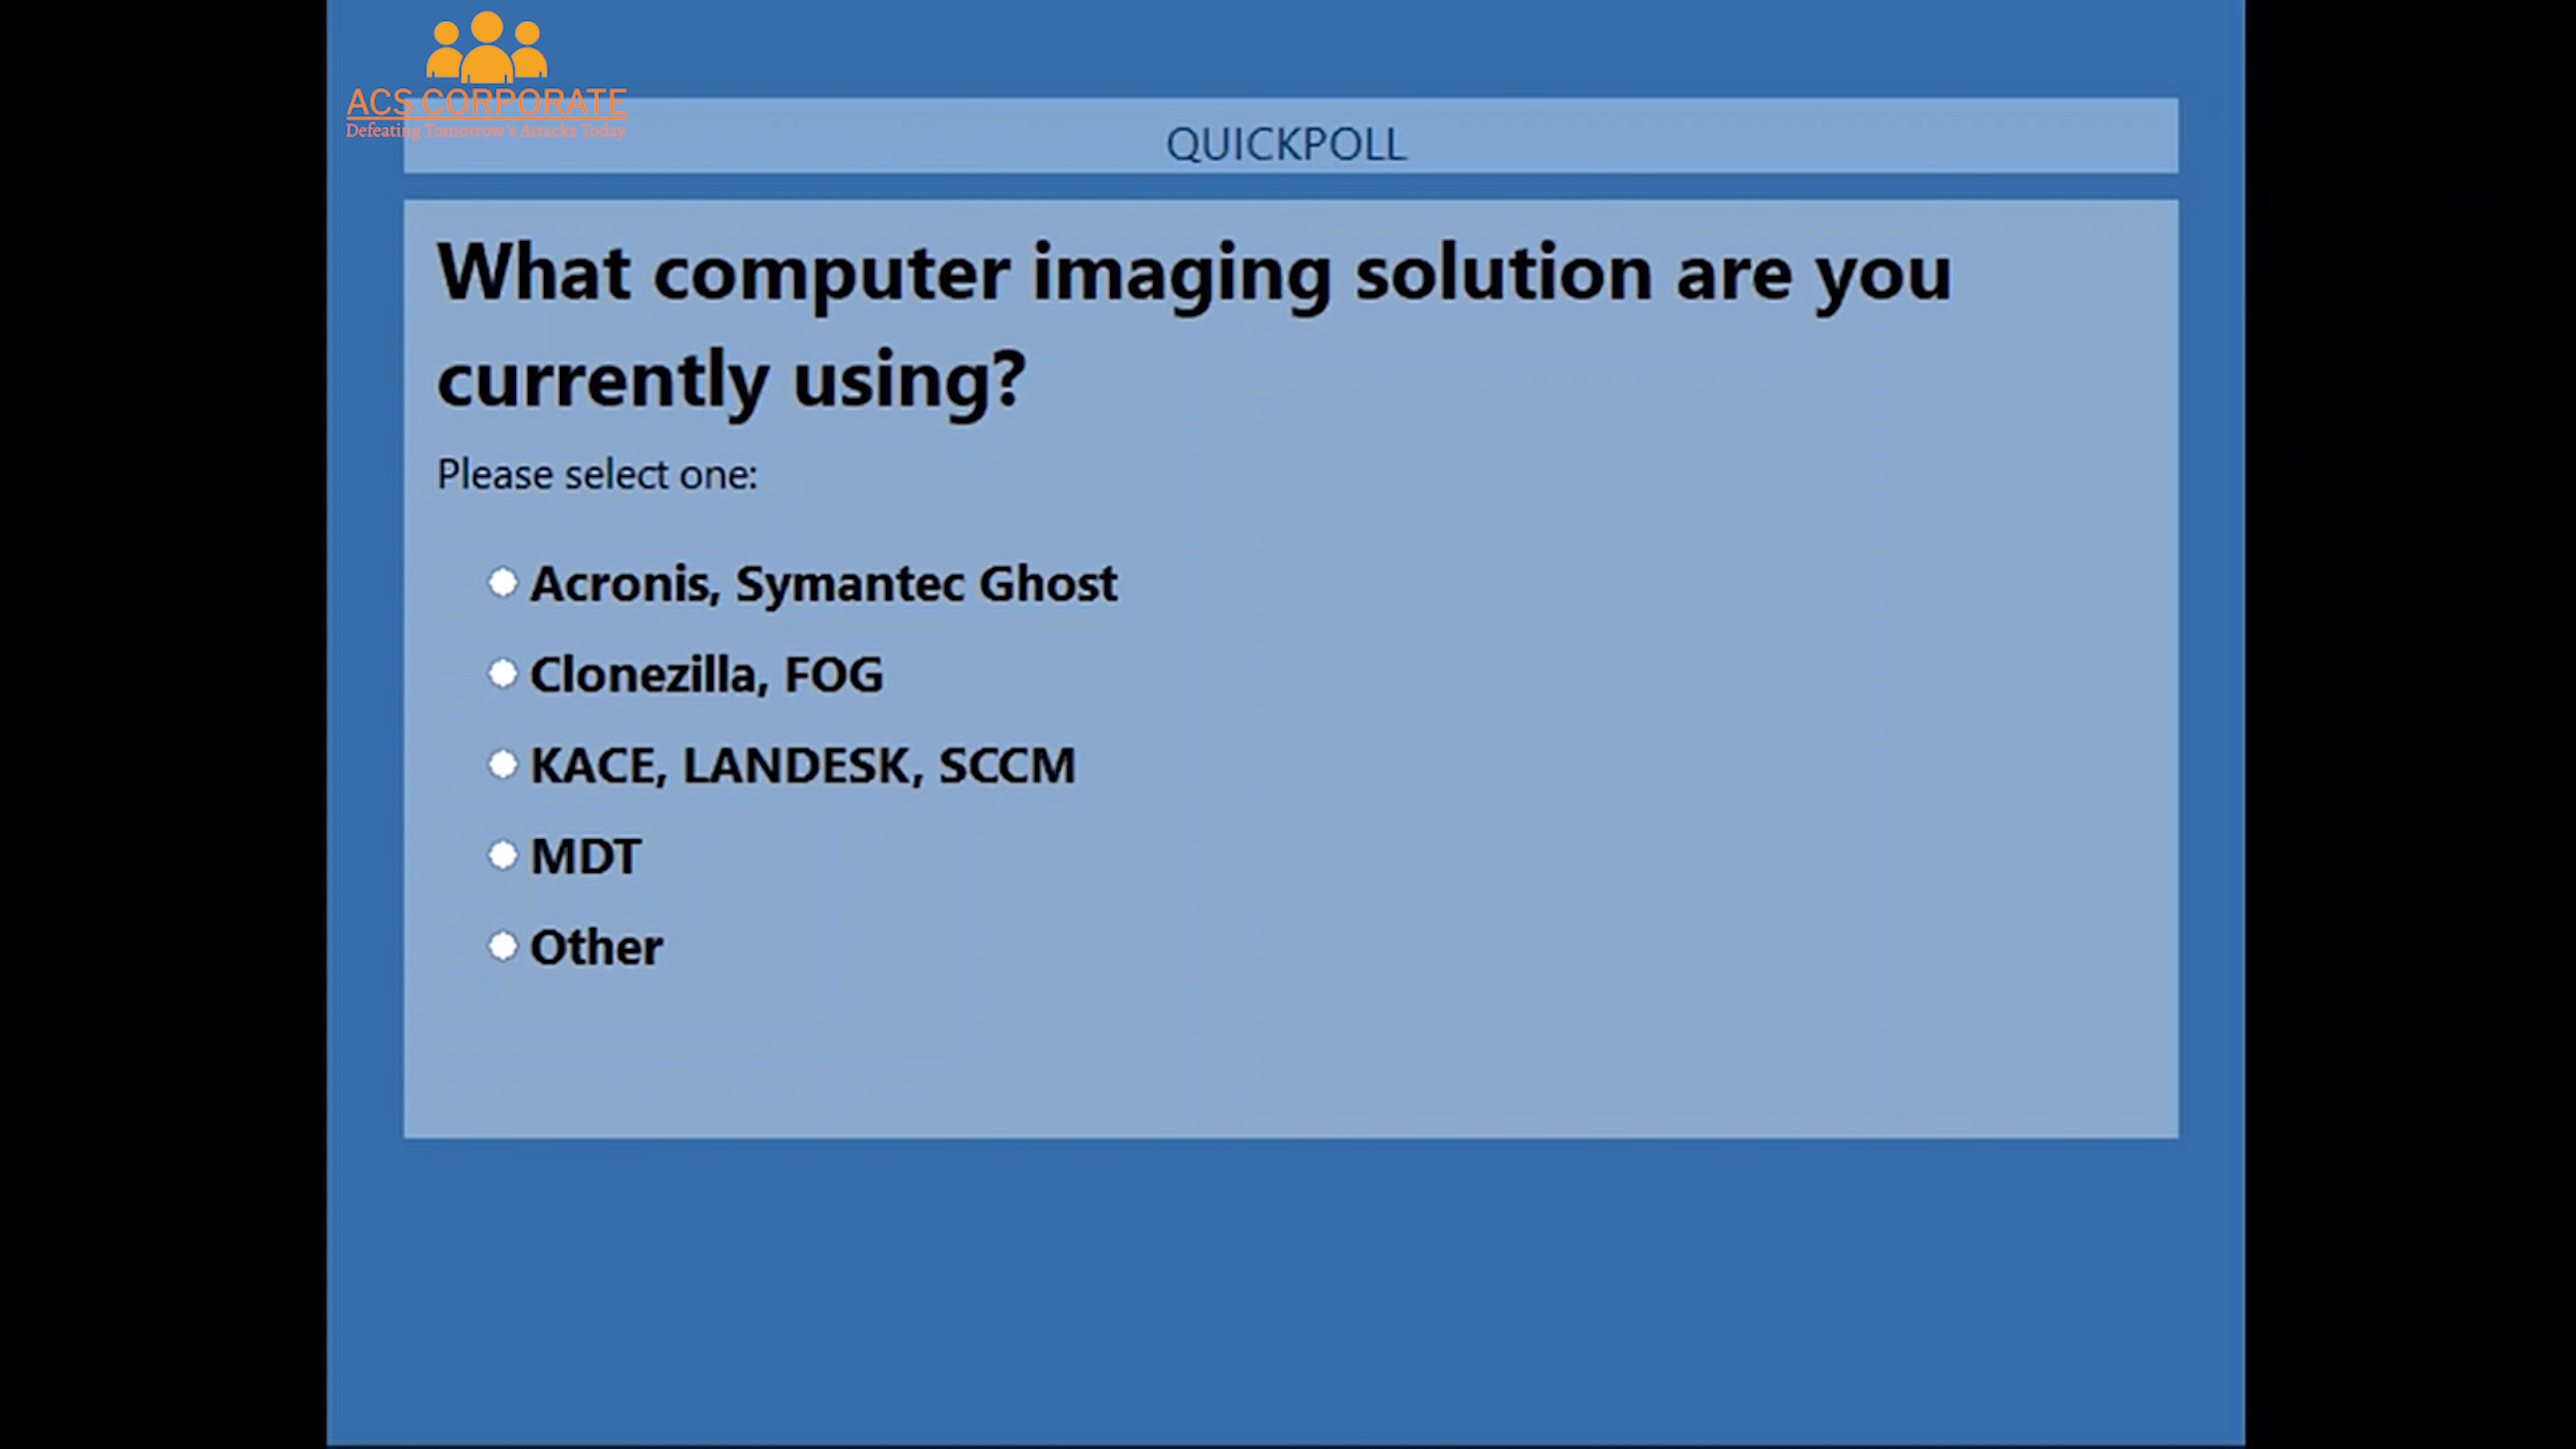 ACS CORPORATE
Defeating Tomorrow's Attacks Today
QUICKPOLL
What computer imaging solution are you
currently using?
Please select one:
Acronis, Symantec Ghost
Clonezilla, FOG
KACE, LANDESK, SCCM
MDT
Other